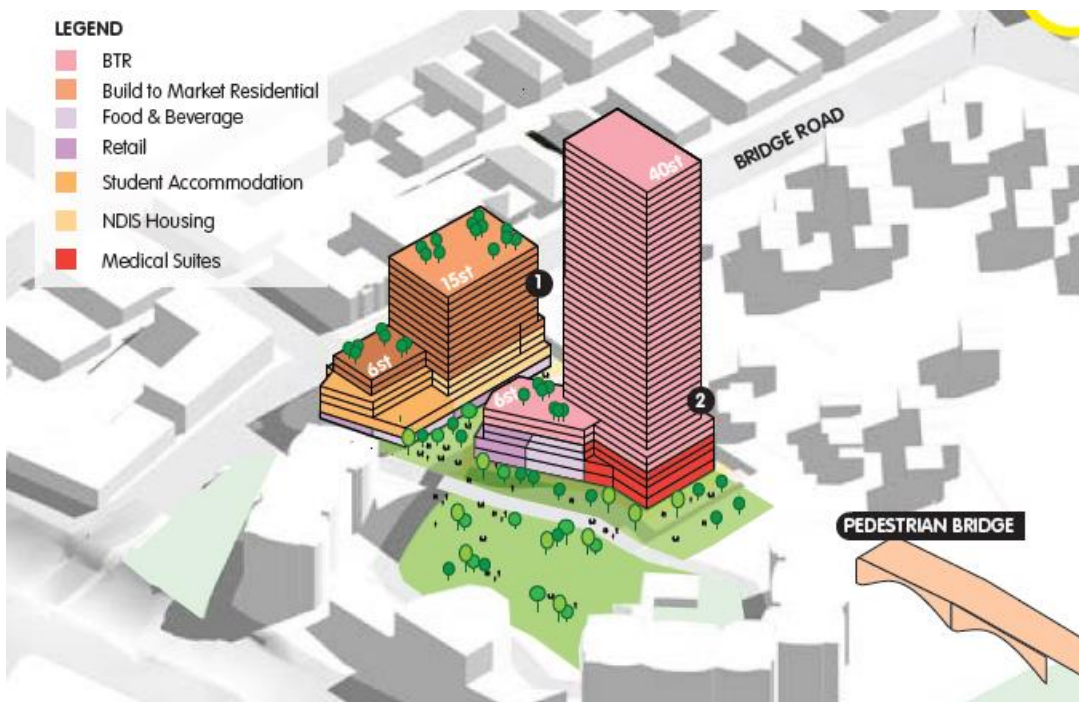 LEGEND
BTR
Build to Market Residential
Food & Beverage
Retail
Student Accommodation
NDIS Housing
Medical Suites
BRIDGE ROAD
40st
15st
1
6st
6st
2
PEDESTRIAN BRIDGE